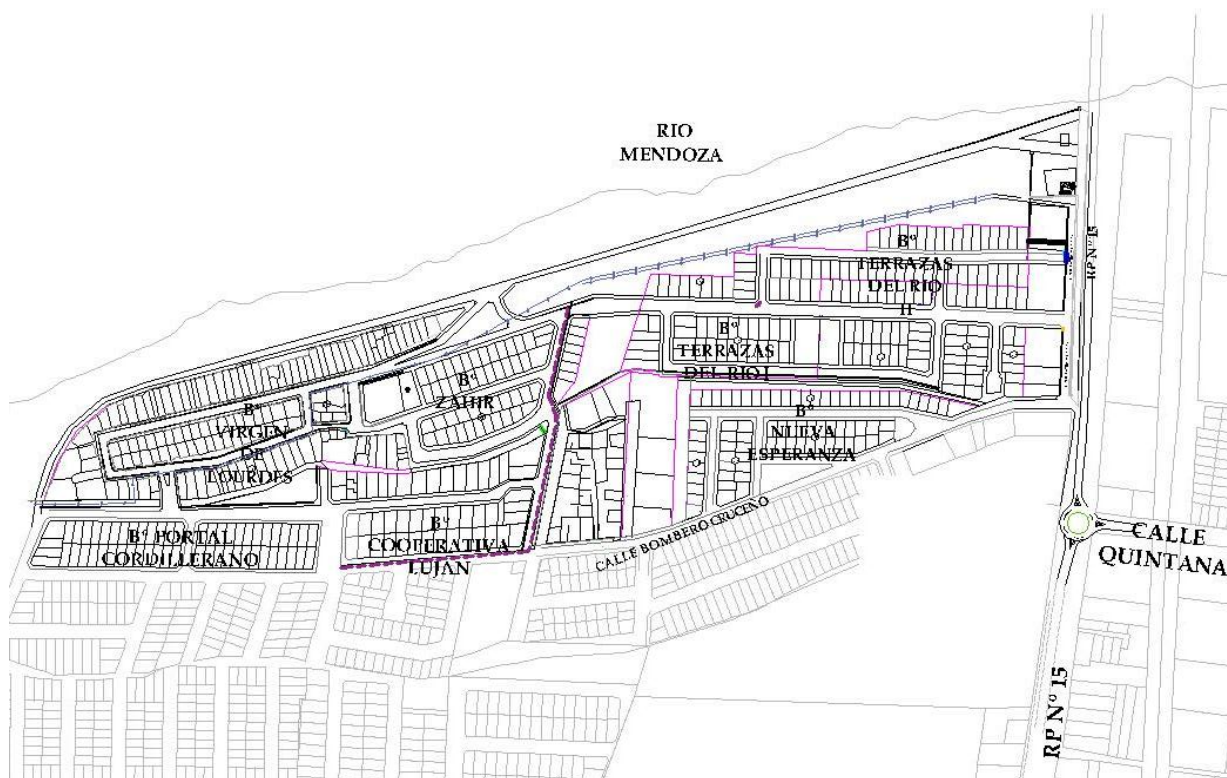 RIO
MENDOZA
RP Nº 15
Bº
TERRAZAS
DEL RIO
II
Bº
TERRAZAS
DEL RIO I
Bº
ZAHIR
Bº
VIRGEN
DE
LOURDES
Bº
NUEVA
ESPERANZA
Bº PORTAL
CORDILLERANO
Bº
COOPERATIVA
LUJAN
CALLE BOMBERO CRUCEÑO
CALLE
QUINTANA
RP Nº 15